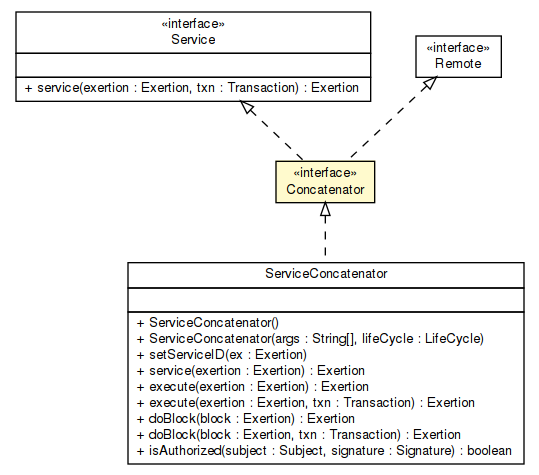 «interface»
Service
+ service(exertion : Exertion, txn : Transaction) : Exertion
«interface»
Remote
«interface»
Concatenator
ServiceConcatenator
+ ServiceConcatenator()
+ ServiceConcatenator(args : String[], lifeCycle : LifeCycle)
+ setServiceID(ex : Exertion)
+ service(exertion : Exertion) : Exertion
+ execute(exertion : Exertion) : Exertion
+ execute(exertion : Exertion, txn : Transaction) : Exertion
+ doBlock(block : Exertion) : Exertion
+ doBlock(block : Exertion, txn : Transaction) : Exertion
+ isAuthorized(subject : Subject, signature : Signature) : boolean